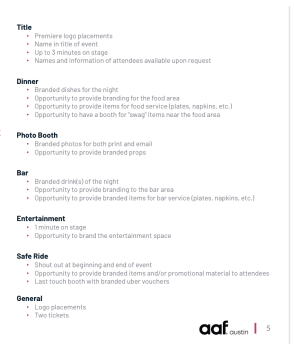 Title
• Premiere logo placements
• Name in title of event
• Up to 3 minutes on stage
• Names and information of attendees available upon request
Dinner
• Branded dishes for the night
• Opportunity to provide branding for the food area
• Opportunity to provide items for food service (plates, napkins, etc.)
• Opportunity to have a booth for "swag" items near the food area
Photo Booth
• Branded photos for both print and email
• Opportunity to provide branded props
Bar
• Branded drink(s) of the night
• Opportunity to provide branding to the bar area
• Opportunity to provide branded items for bar service (plates, napkins, etc.)
Entertainment
• 1 minute on stage
• Opportunity to brand the entertainment space
Safe Ride
• Shout out at beginning and end of event
• Opportunity to provide branded items and/or promotional material to attendees
• Last touch booth with branded uber vouchers
General
• Logo placements
• Two tickets
aaf austin | 5